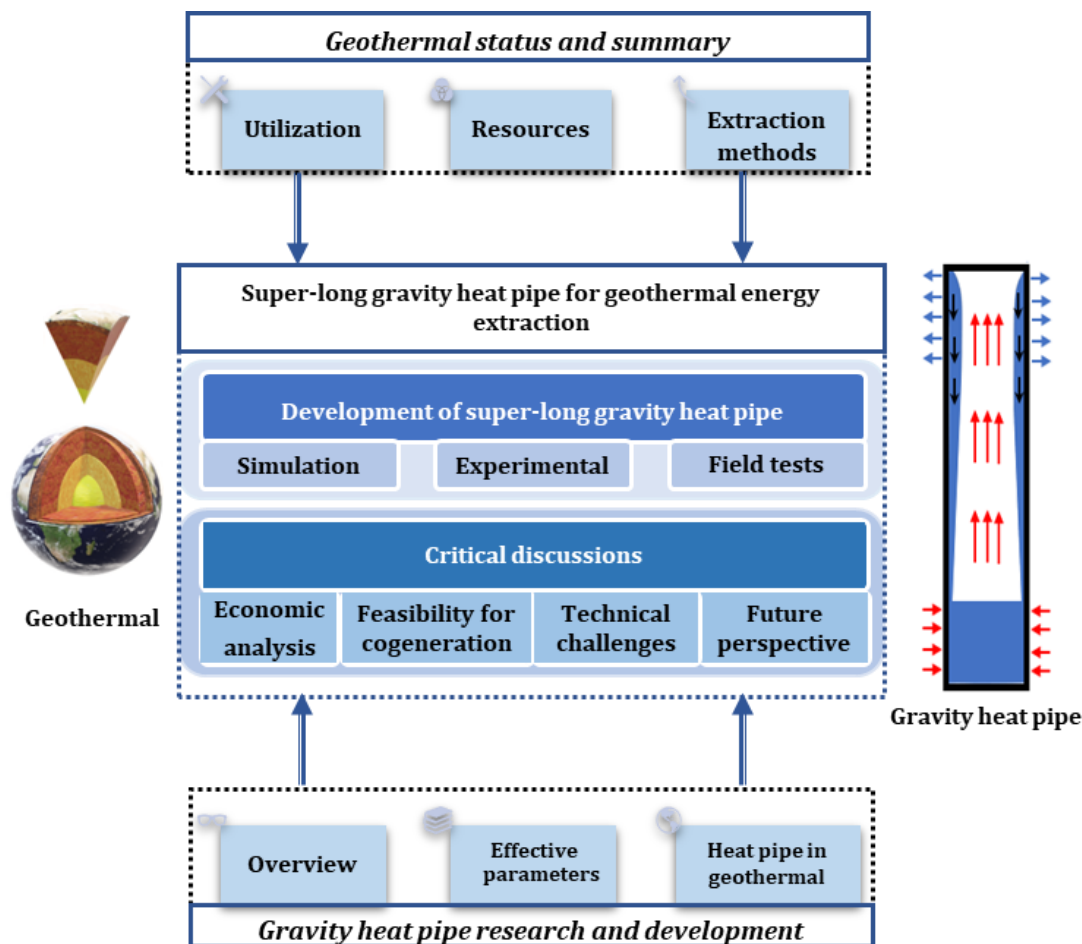 Geothermal status and summary
Utilization
Resources
Extraction
methods
Super-long gravity heat pipe for geothermal energy
extraction
Development of super-long gravity heat pipe
Simulation
Experimental
Field tests
Critical discussions
Economic
analysis
Feasibility for
cogeneration
Technical
challenges
Future
perspective
Geothermal
Gravity heat pipe
Overview
Effective
parameters
Heat pipe in
geothermal
Gravity heat pipe research and development